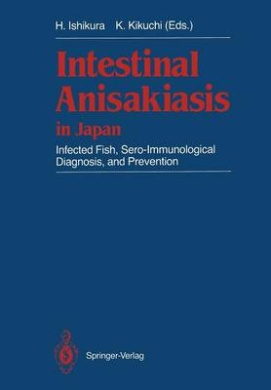 H. Ishikura K. Kikuchi (Eds.)
Intestinal
Anisakiasis
in Japan
Infected Fish, Sero-Immunological
Diagnosis, and Prevention
Springer-Verlag